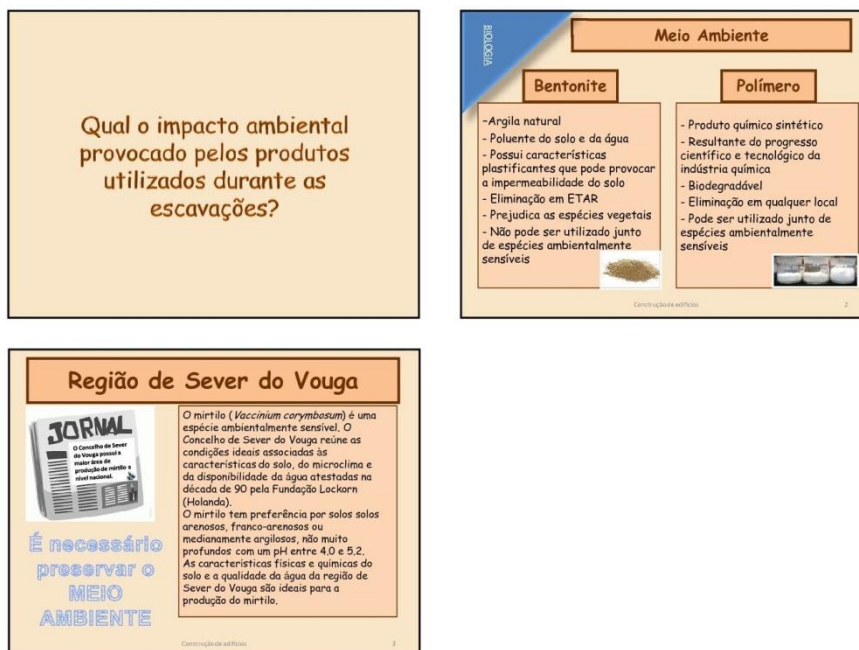 Qual o impacto ambiental
provocado pelos produtos
utilizados durante as
escavações?
BIOLOGIA
Meio Ambiente
Bentonite
-Argila natural
- Poluente do solo e da água
- Possui características
plastificantes que pode provocar
a impermeabilidade do solo
- Eliminação em ETAR
- Prejudica as espécies vegetais
- Não pode ser utilizado junto
de espécies ambientalmente
sensíveis
Polímero
- Produto químico sintético
- Resultante do progresso
científico e tecnológico da
indústria química
- Biodegradável
- Eliminação em qualquer local
- Pode ser utilizado junto de
espécies ambientalmente
sensíveis
Construção de edifícios
2
Região de Sever do Vouga
JORNAL
O Concelho de Sever
do Vouga possui a
maior área de
produção de mirtilo a
nível nacional.
É necessário
preservar o
MEIO
AMBIENTE
O mirtilo (Vaccinium corymbosum) é uma
espécie ambientalmente sensível. O
Concelho de Sever do Vouga reúne as
condições ideais associadas às
características do solo, do microclima e
da disponibilidade da água atestadas na
década de 90 pela Fundação Lockorn
(Holanda).
O mirtilo tem preferência por solos solos
arenosos, franco-arenosos ou
medianamente argilosos, não muito
profundos com um pH entre 4,0 e 5,2.
As características físicas e químicas do
solo e a qualidade da água da região de
Sever do Vouga são ideais para a
produção do mirtilo.
Construção de edifícios
3